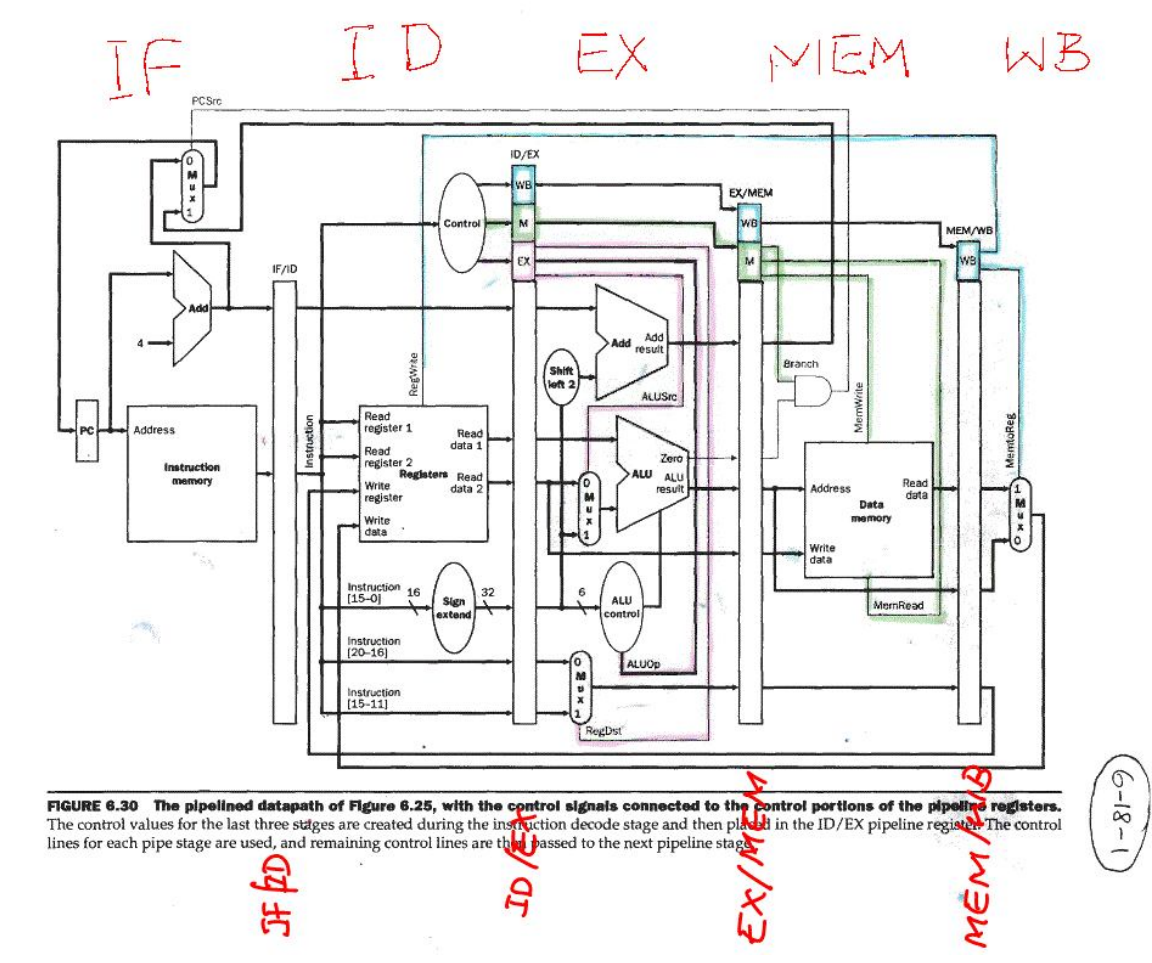 IF ID EX MEM WB
PCSrc
ID/EX
0
Mux
1
Control
WB
M
EX
EX/MEM
WB
M
MEM/WB
WB
IF/ID
Add
4
RegWrite
Shift
left 2
Add
Add
result
ALUSrc
Branch
MemWrite
MemtoReg
PC
Address
Instruction
memory
Instruction
Read
register 1
Read
register 2
Write
register
Write
data
Registers
Read
data 1
Read
data 2
0
Mux
1
ALU
Zero
ALU
result
Address
Data
memory
Read
data
Write
data
1
Mux
0
Instruction
[15–0]
16
Sign
extend
32
6
ALU
control
MemRead
Instruction
[20–16]
ALUOp
0
Mux
1
Instruction
[15–11]
RegDst
FIGURE 6.30 The pipelined datapath of Figure 6.25, with the control signals connected to the control portions of the pipeline registers.
The control values for the last three stages are created during the instruction decode stage and then placed in the ID/EX pipeline register. The control
lines for each pipe stage are used, and remaining control lines are then passed to the next pipeline stage.
IF/ID
ID/EX
EX/MEM
MEM/WB
6-18-1